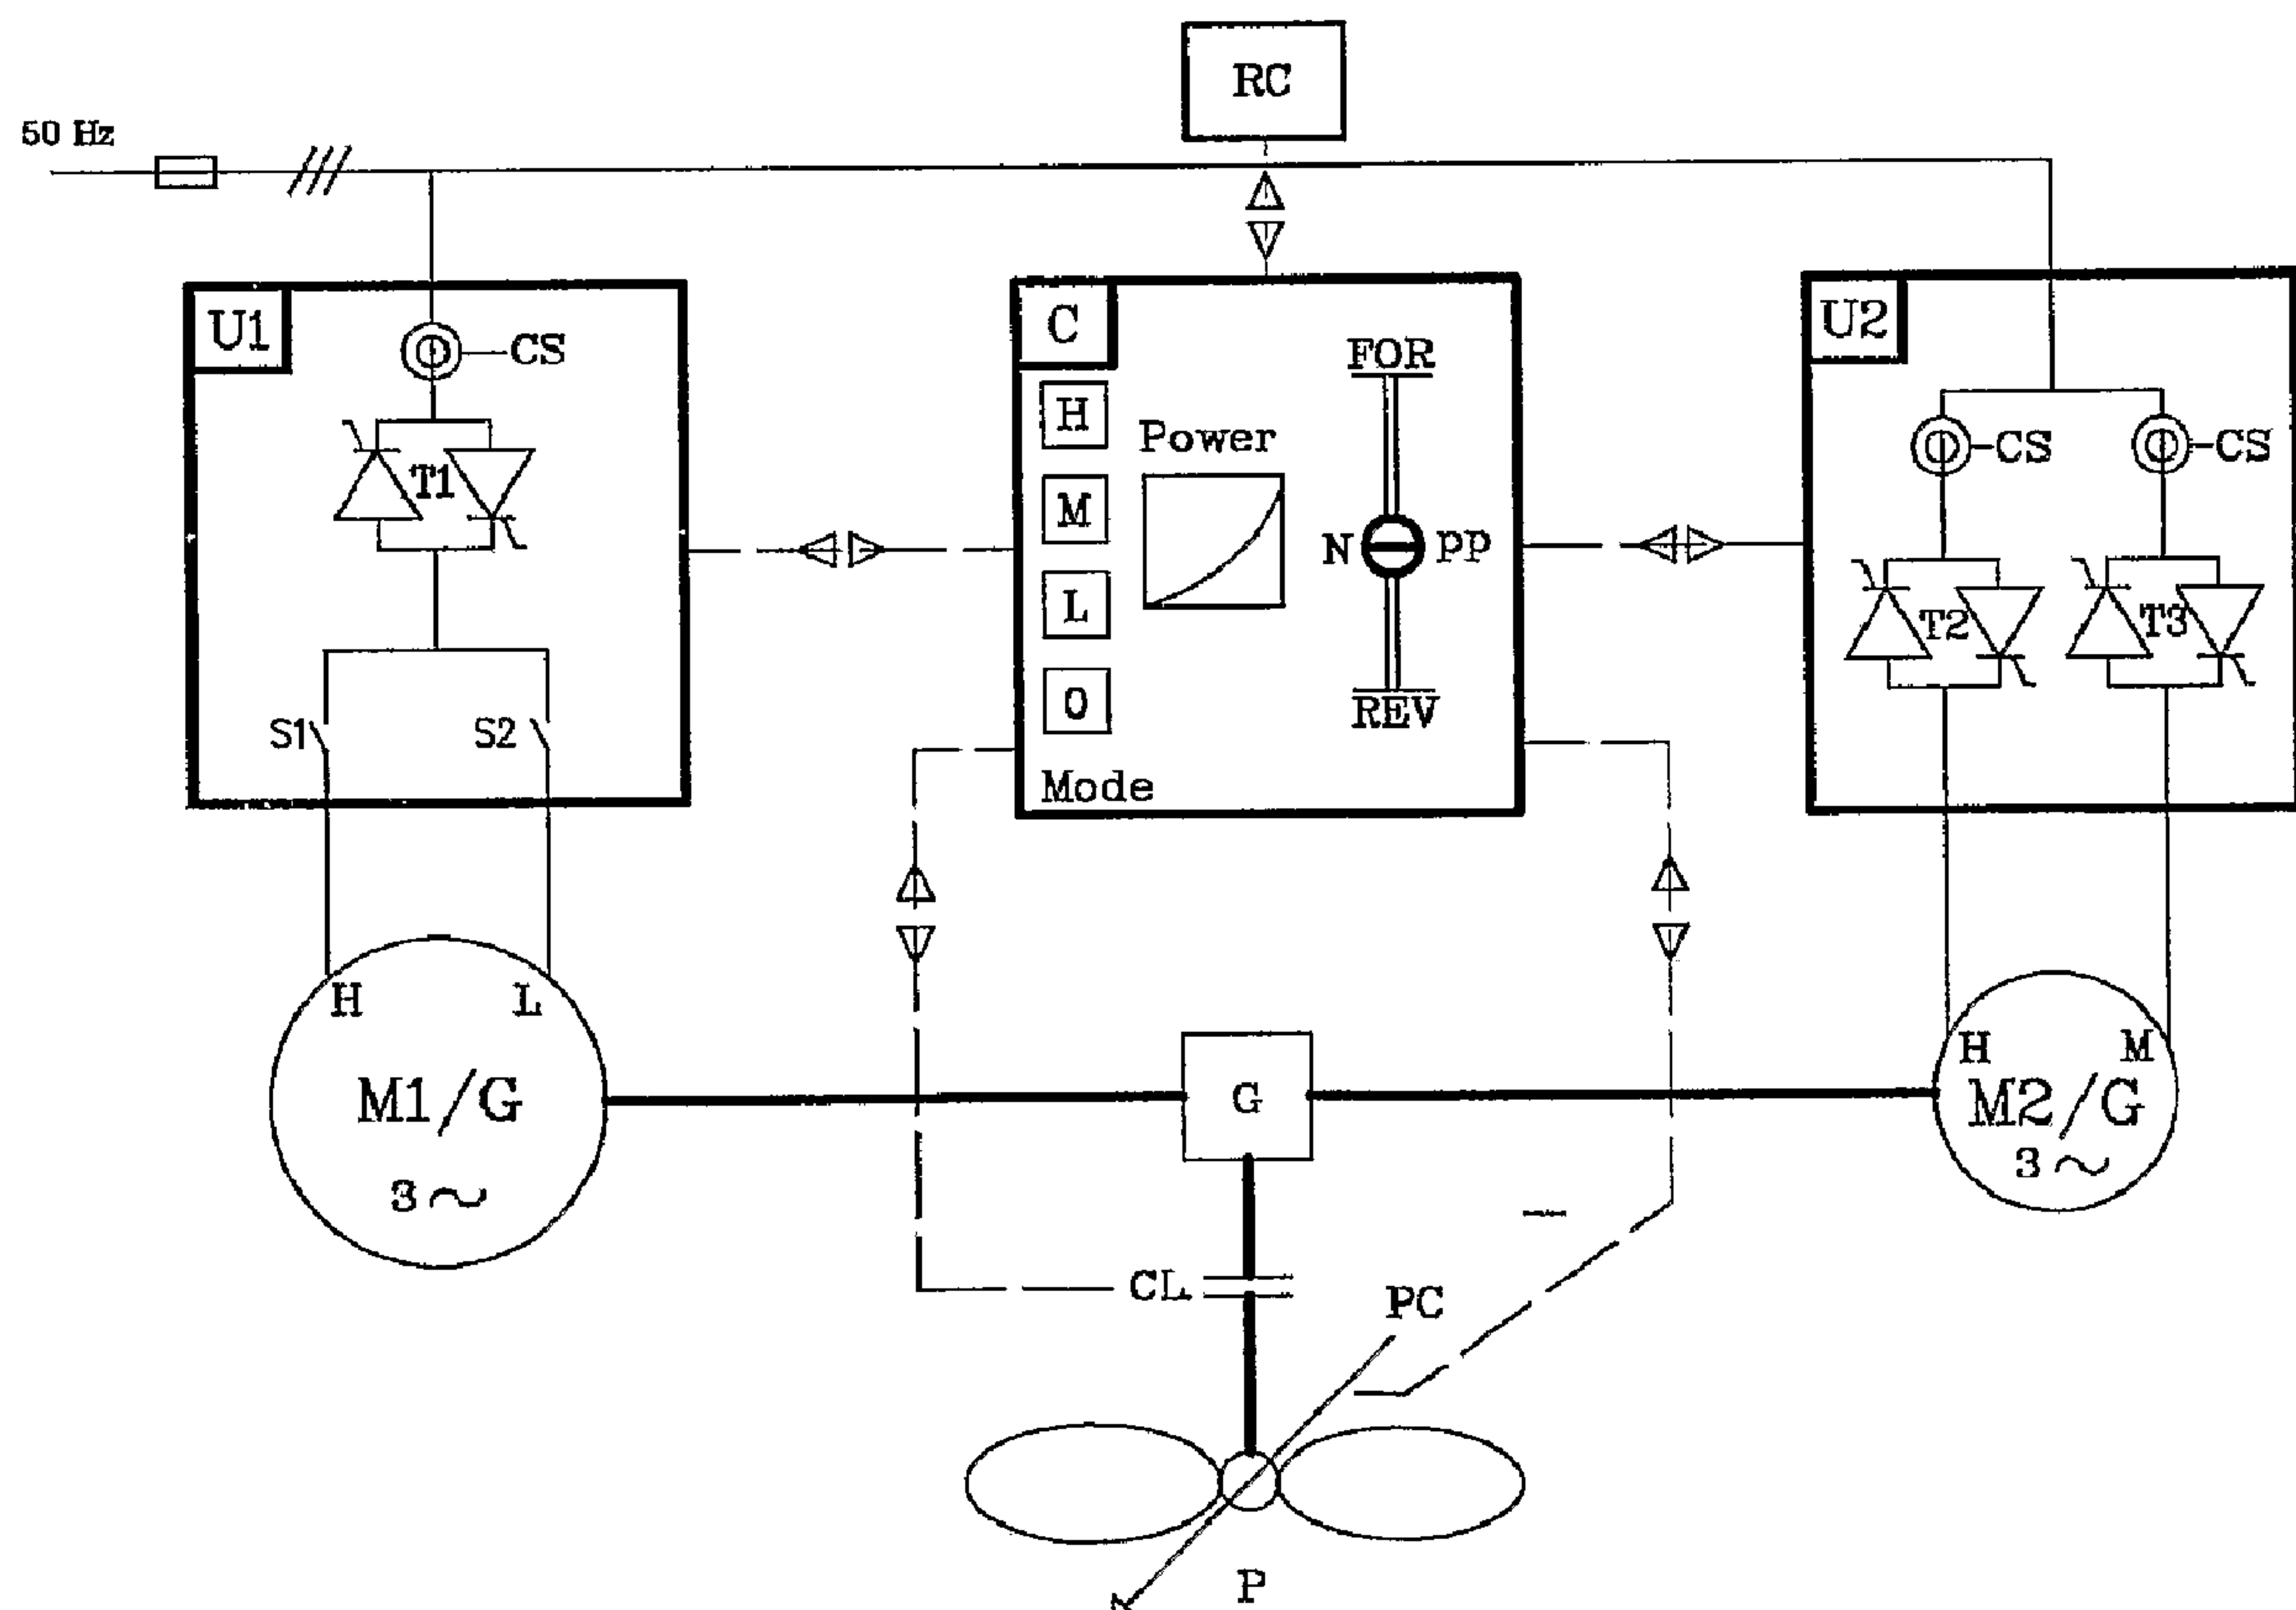 RC
50 Hz
U1
CS
T1
S1
S2
C
H
M
L
0
Mode
Power
FOR
N
PP
REV
U2
CS
CS
T2
T3
H
L
M1/G
3~
G
H
M
M2/G
3~
CL
PC
P